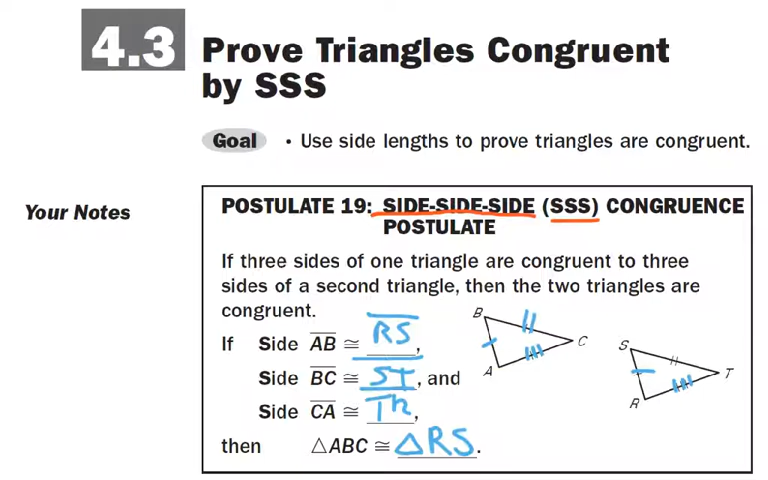 4.3 Prove Triangles Congruent
by SSS
Goal • Use side lengths to prove triangles are congruent.
Your Notes
POSTULATE 19: SIDE-SIDE-SIDE (SSS) CONGRUENCE
POSTULATE
If three sides of one triangle are congruent to three
sides of a second triangle, then the two triangles are
congruent.
If Side AB ≅ RS,
Side BC ≅ ST, and
Side CA ≅ Th,
then △ABC ≅ △RS.
B
C
A
S
T
R